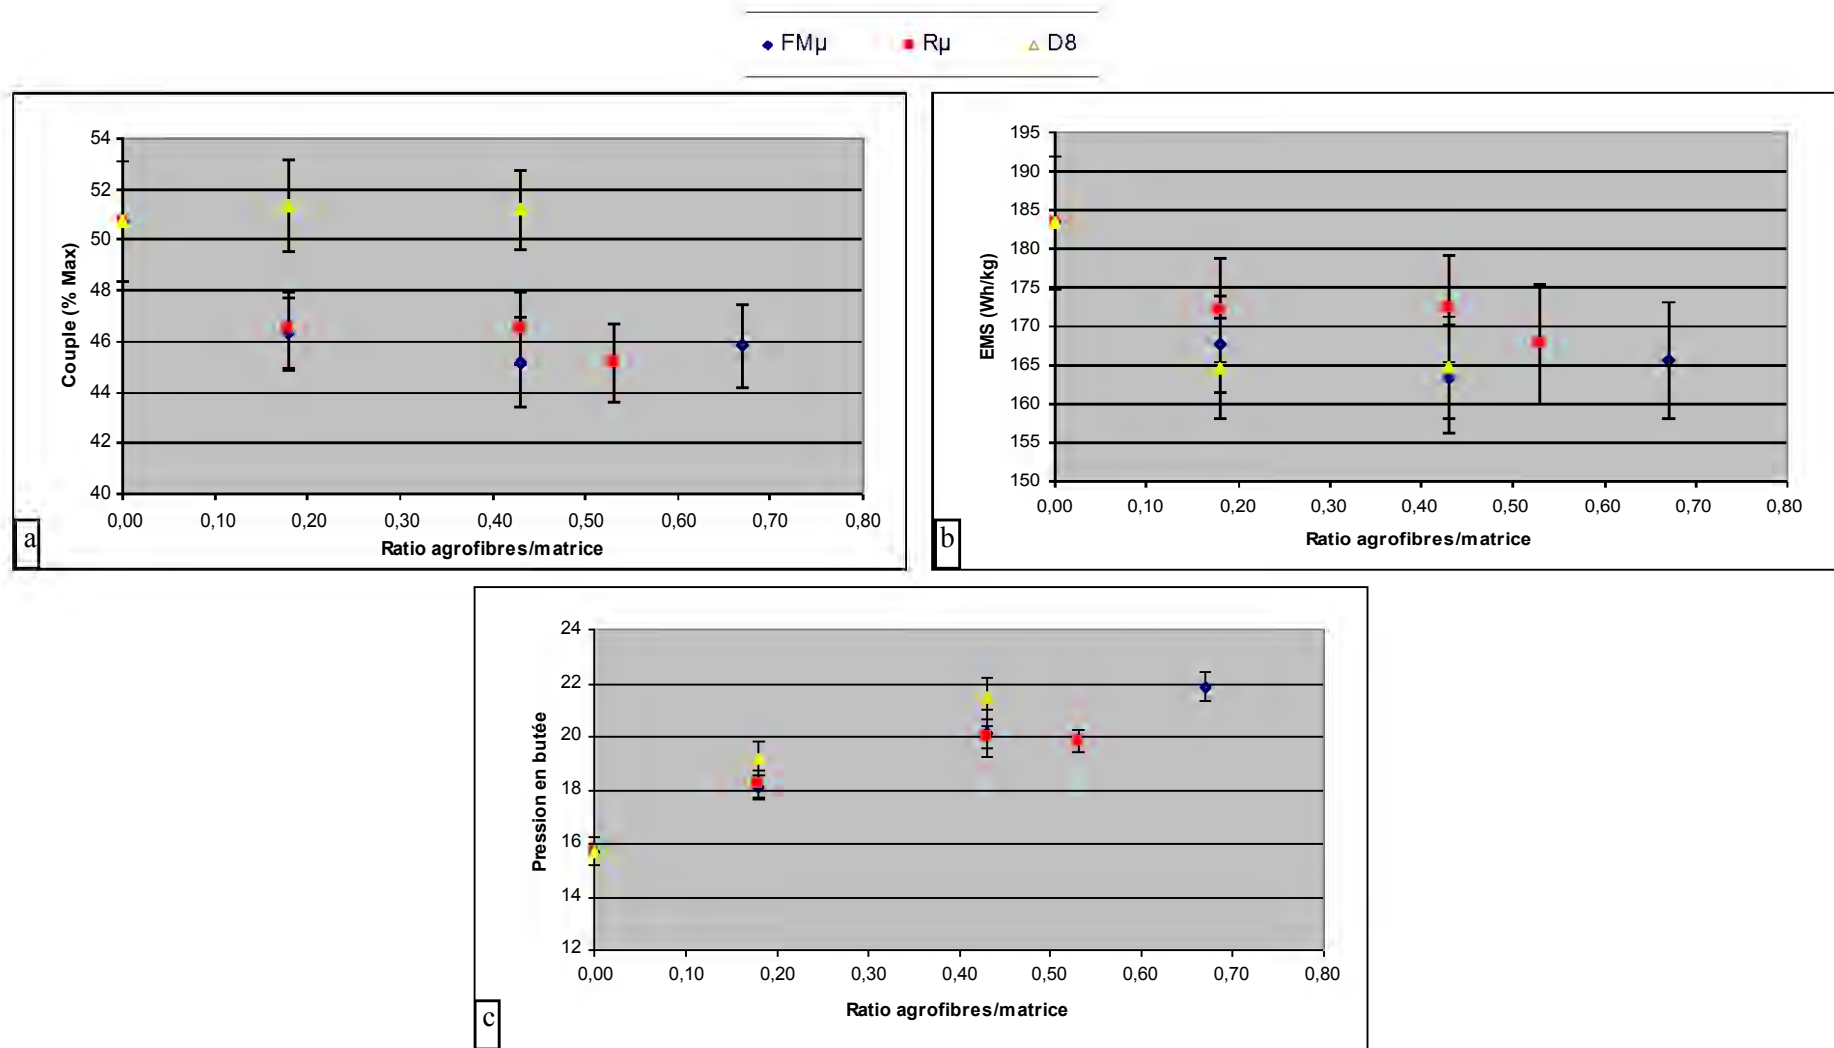 FMµ Rµ D8
54
52
50
48
46
44
42
40
Couple (% Max)
0,00 0,10 0,20 0,30 0,40 0,50 0,60 0,70 0,80
Ratio agrofibres/matrice
a
195
190
185
180
175
170
165
160
155
150
EMS (Wh/kg)
0,00 0,10 0,20 0,30 0,40 0,50 0,60 0,70 0,80
Ratio agrofibres/matrice
b
24
22
20
18
16
14
12
Pression en butée
0,00 0,10 0,20 0,30 0,40 0,50 0,60 0,70 0,80
Ratio agrofibres/matrice
c